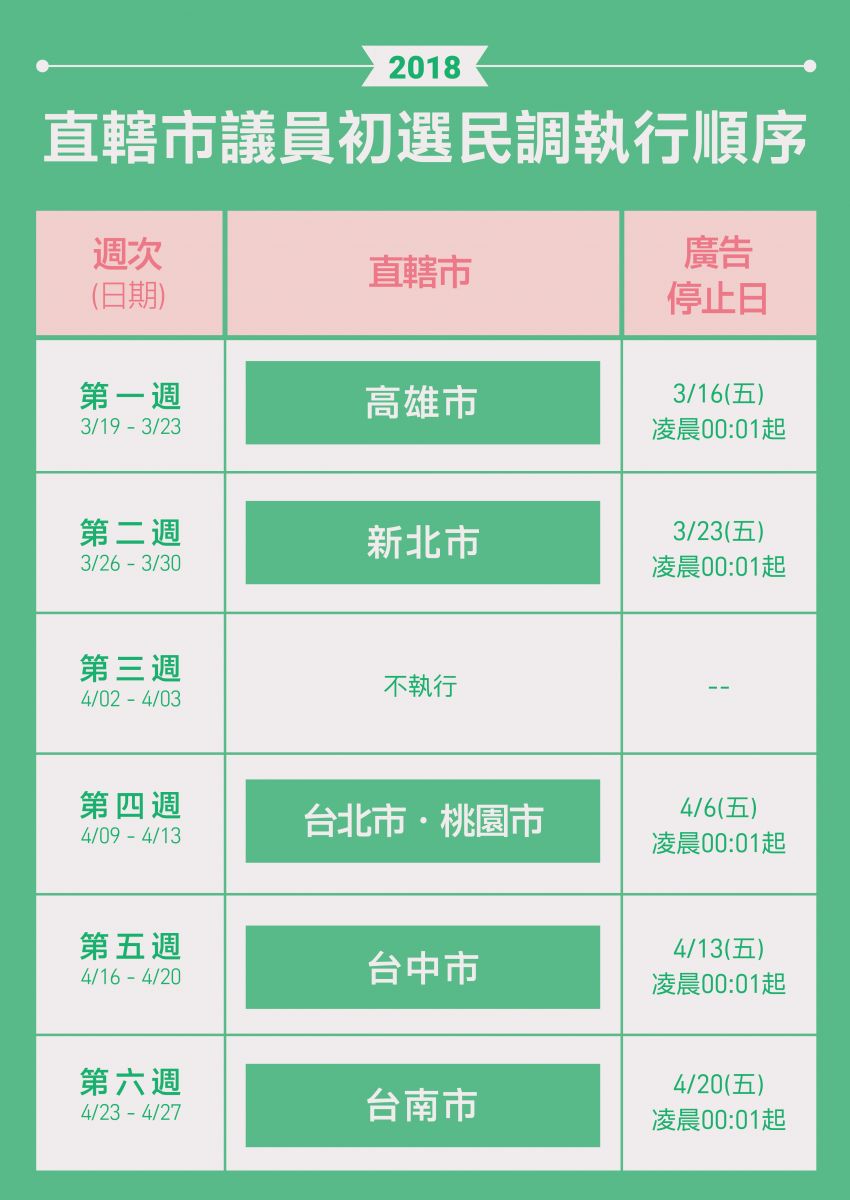 2018
直轄市議員初選民調執行順序
週次
(日期)
直轄市
廣告
停止日
第一週
3/19 - 3/23
高雄市
3/16(五)
凌晨00:01起
第二週
3/26 - 3/30
新北市
3/23(五)
凌晨00:01起
第三週
4/02 - 4/03
不執行
--
第四週
4/09 - 4/13
台北市・桃園市
4/6(五)
凌晨00:01起
第五週
4/16 - 4/20
台中市
4/13(五)
凌晨00:01起
第六週
4/23 - 4/27
台南市
4/20(五)
凌晨00:01起